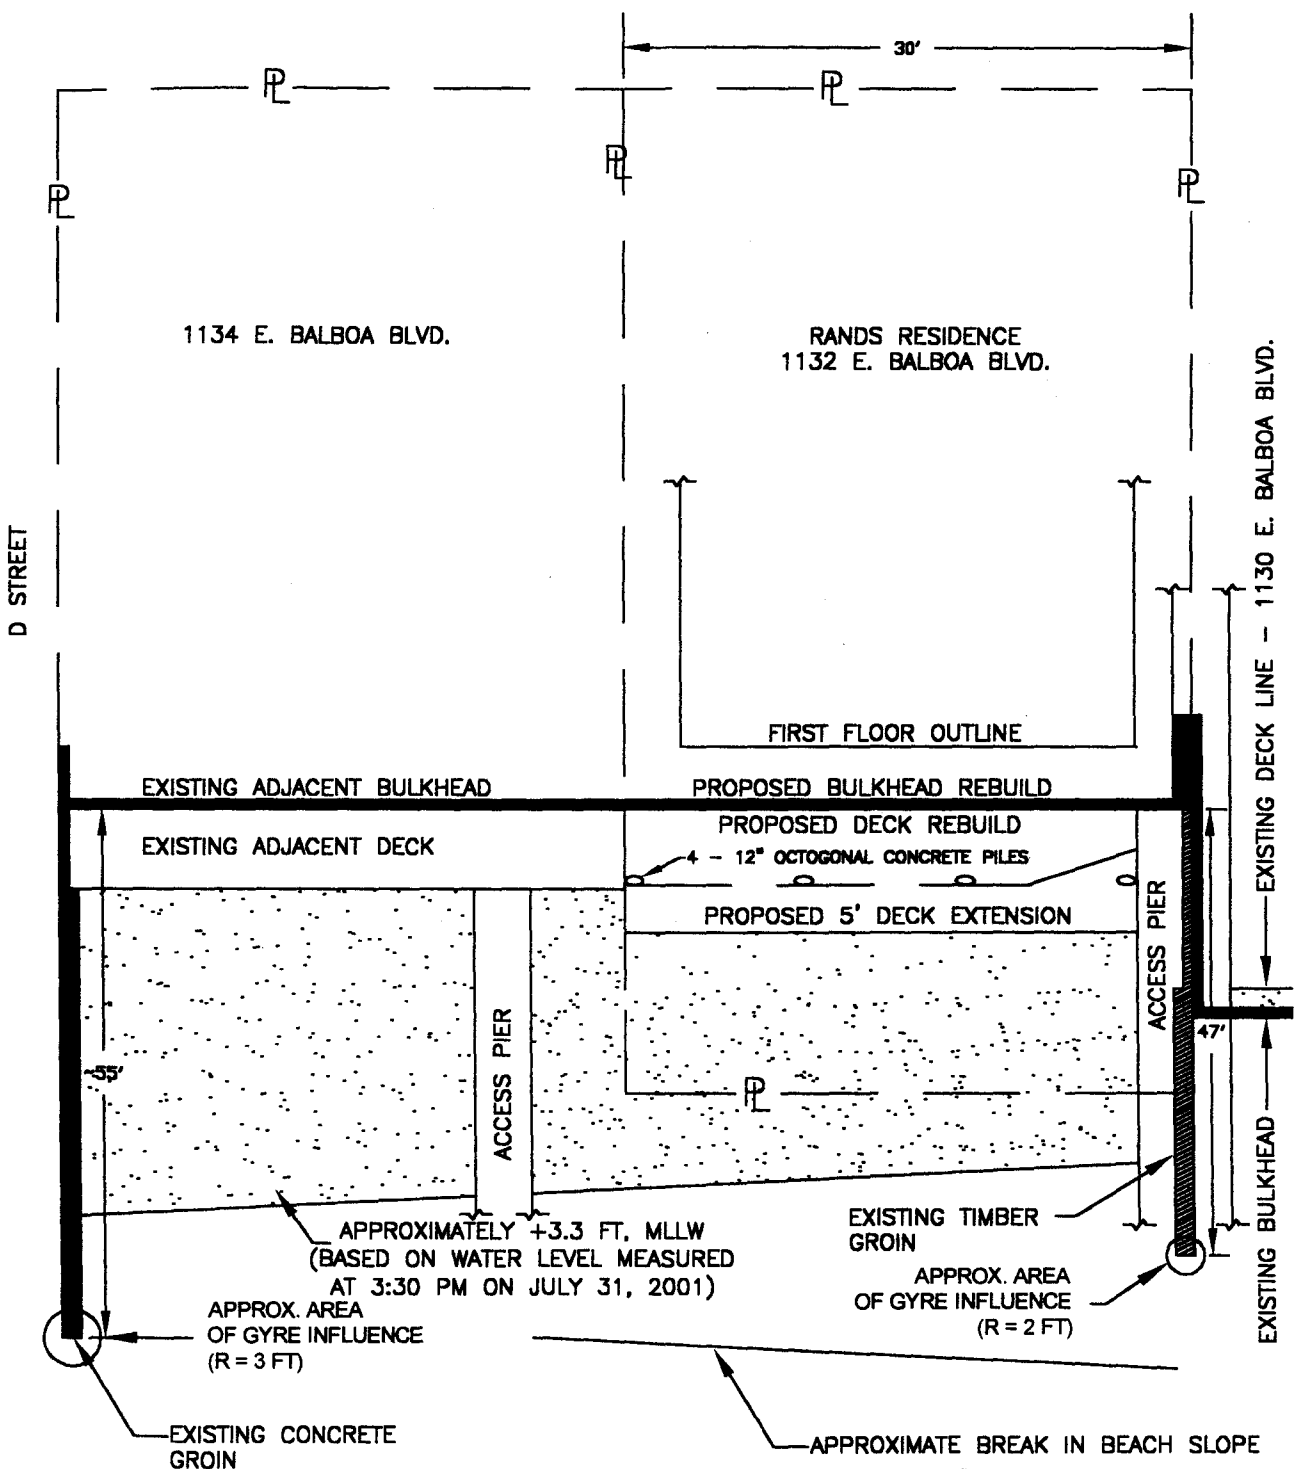 30'
PL
PL
PL
PL
PL
1134 E. BALBOA BLVD.
RANDS RESIDENCE
1132 E. BALBOA BLVD.
D STREET
EXISTING DECK LINE - 1130 E. BALBOA BLVD.
FIRST FLOOR OUTLINE
EXISTING ADJACENT BULKHEAD
PROPOSED BULKHEAD REBUILD
EXISTING ADJACENT DECK
PROPOSED DECK REBUILD
4 - 12" OCTOGONAL CONCRETE PILES
PROPOSED 5' DECK EXTENSION
ACCESS PIER
ACCESS PIER
~55'
47'
PL
EXISTING BULKHEAD
APPROXIMATELY +3.3 FT, MLLW
(BASED ON WATER LEVEL MEASURED
AT 3:30 PM ON JULY 31, 2001)
EXISTING TIMBER
GROIN
APPROX. AREA
OF GYRE INFLUENCE
(R = 2 FT)
APPROX. AREA
OF GYRE INFLUENCE
(R = 3 FT)
EXISTING CONCRETE
GROIN
APPROXIMATE BREAK IN BEACH SLOPE